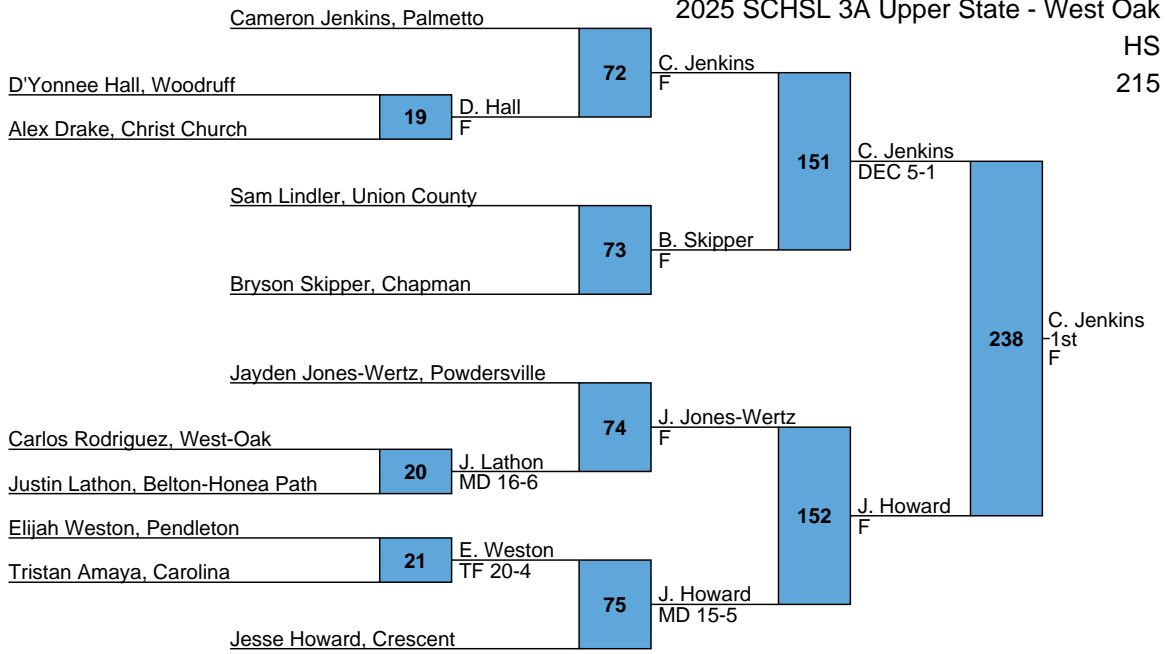 2025 SCHSL 3A Upper State - West Oak
HS
215
Cameron Jenkins, Palmetto
72
C. Jenkins
F
D'Yonnee Hall, Woodruff
19
D. Hall
F
Alex Drake, Christ Church
151
C. Jenkins
DEC 5-1
Sam Lindler, Union County
73
B. Skipper
F
Bryson Skipper, Chapman
238
C. Jenkins
1st
F
Jayden Jones-Wertz, Powdersville
74
J. Jones-Wertz
F
Carlos Rodriguez, West-Oak
20
J. Lathon
MD 16-6
Justin Lathon, Belton-Honea Path
152
J. Howard
F
Elijah Weston, Pendleton
21
E. Weston
TF 20-4
Tristan Amaya, Carolina
75
J. Howard
MD 15-5
Jesse Howard, Crescent